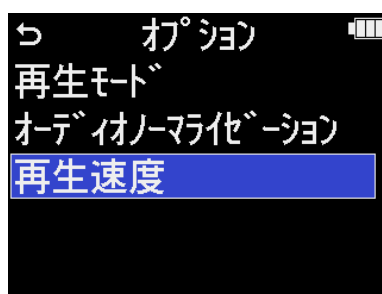 オプション
再生モード
オーディオノーマライゼーション
再生速度